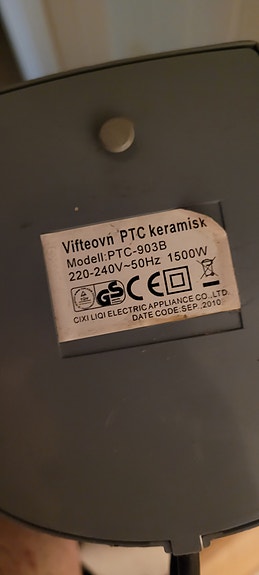 Vifteovn PTC keramisk
Modell:PTC-903B
220-240V~50Hz 1500W
GS CE
CIXI LIQI ELECTRIC APPLIANCE CO.,LTD.
DATE CODE:SEP.,2010